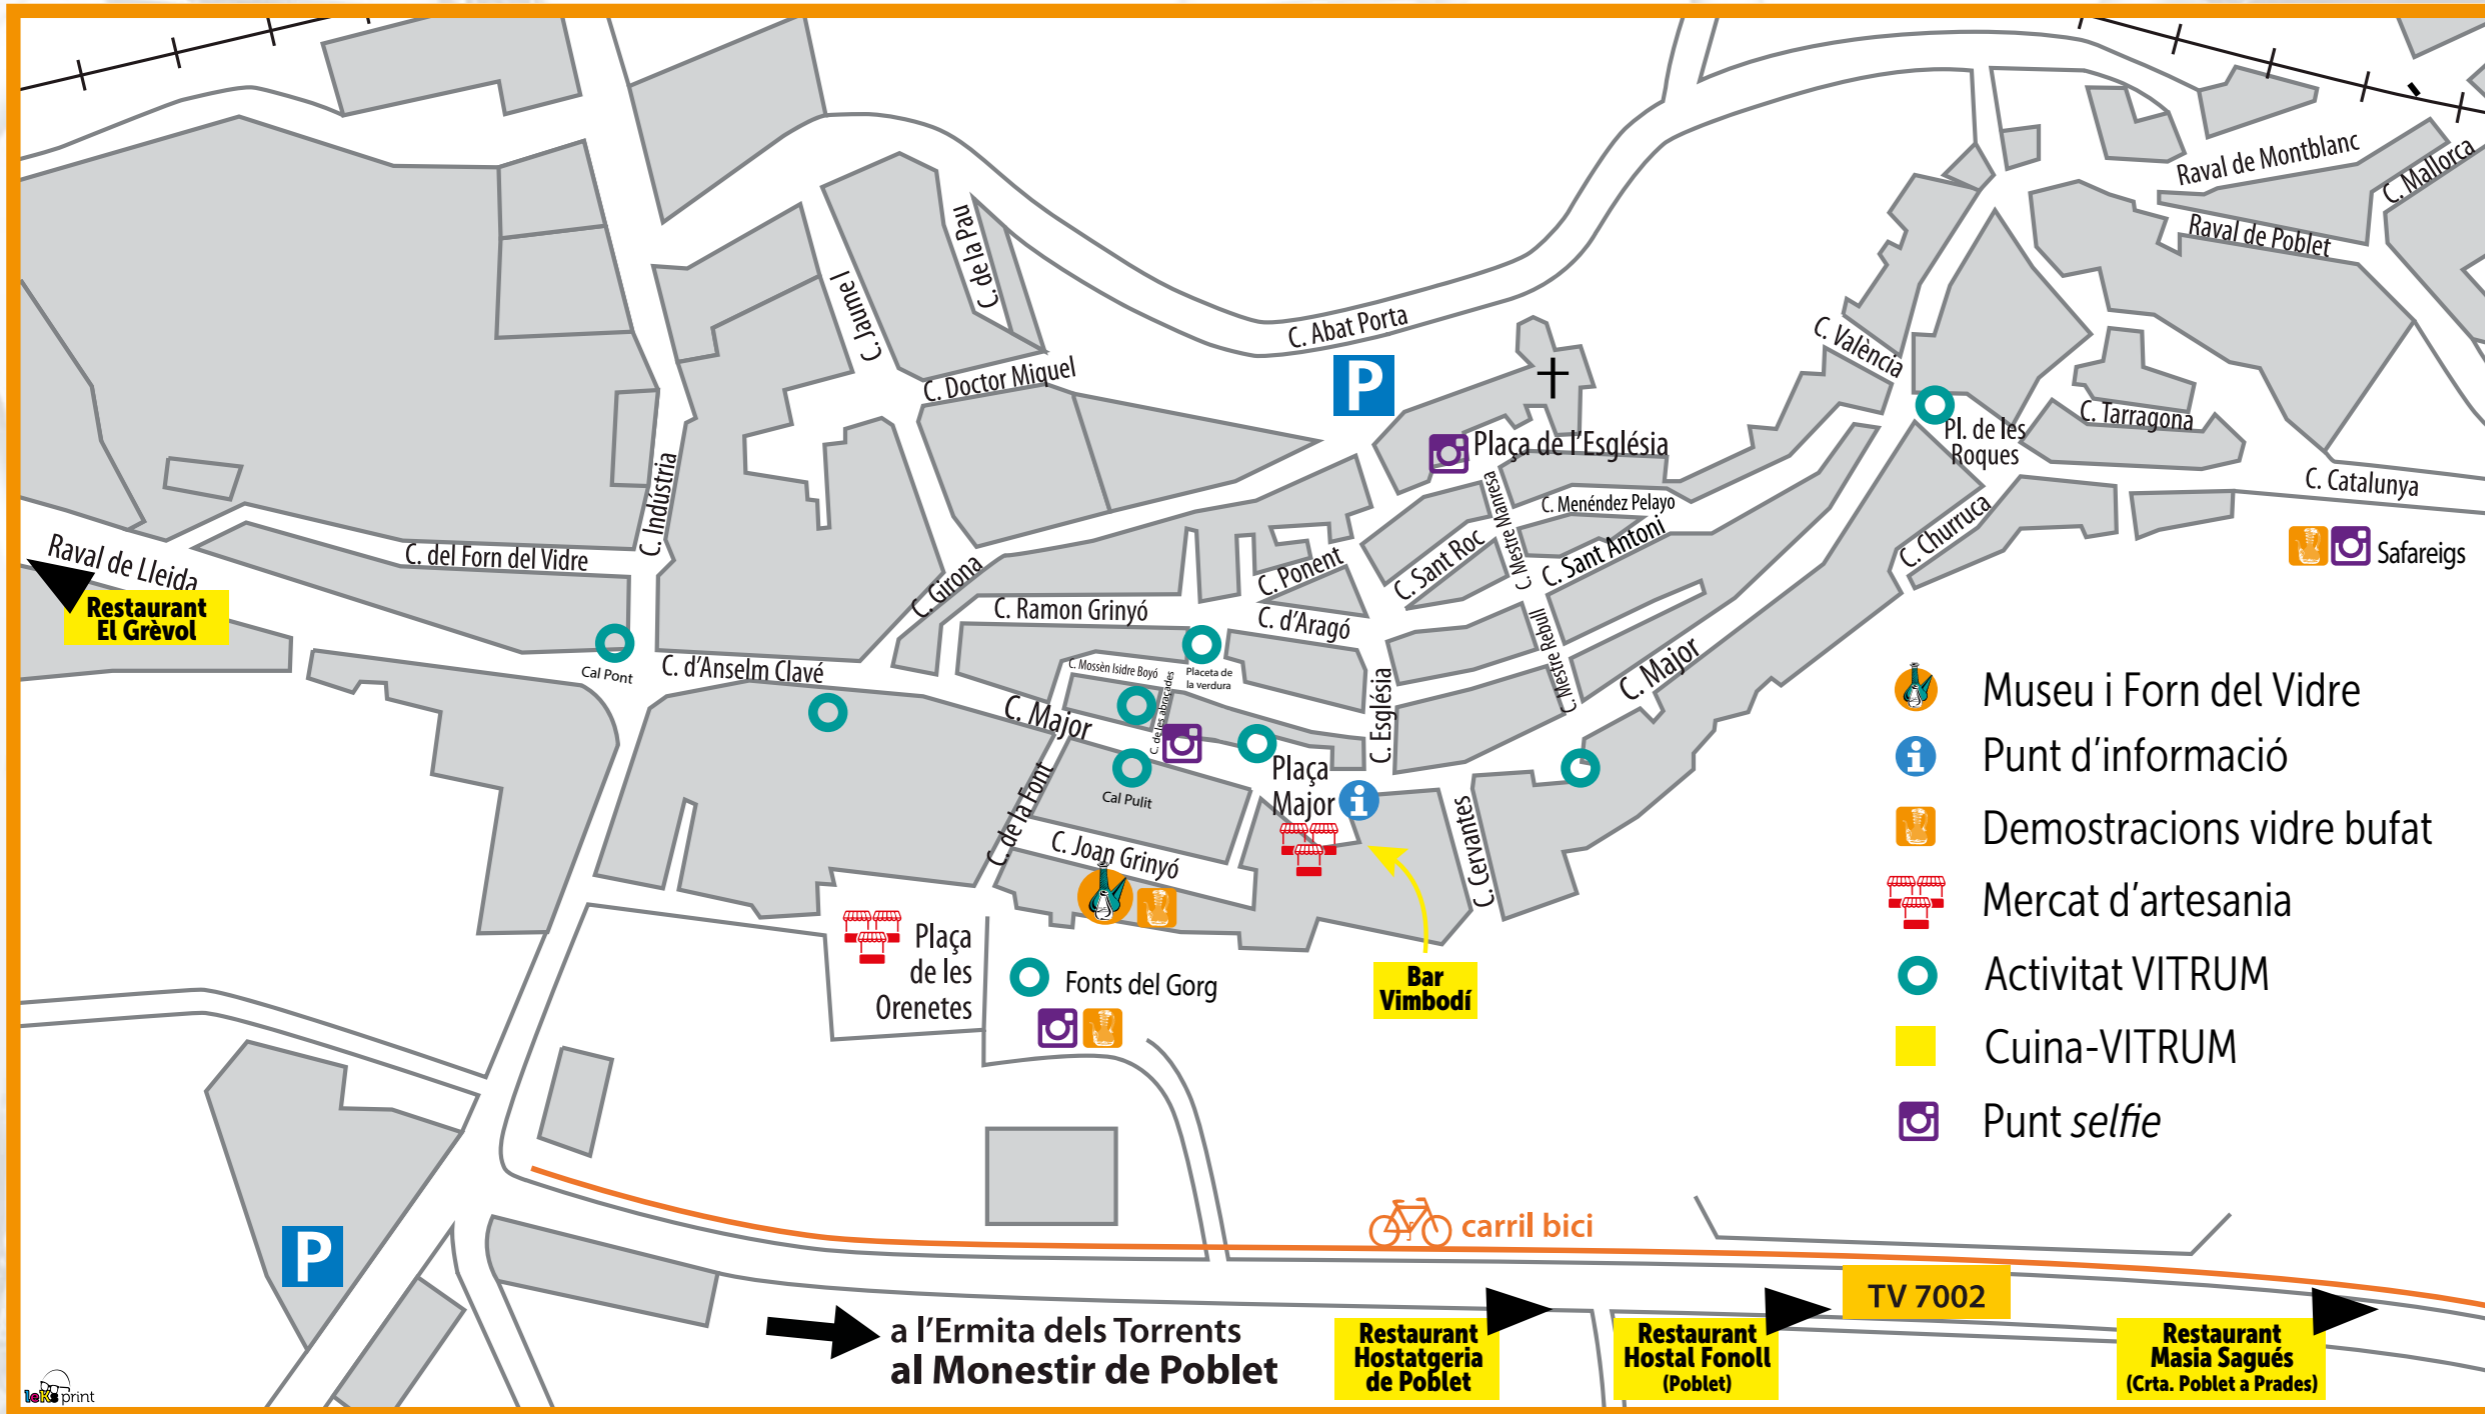 Raval de Montblanc
C. Mallorca
Raval de Poblet
C. de la Pau
C. Jaume I
C. Abat Porta
C. Doctor Miquel
P
C. València
Pl. de les
Roques
C. Tarragona
Plaça de l'Església
C. Catalunya
C. Indústria
C. Menéndez Pelayo
C. Mestre Manresa
C. Sant Roc
C. Sant Antoni
C. Churruca
Safareigs
Raval de Lleida
C. del Forn del Vidre
C. Girona
C. Ponent
C. Ramon Grinyó
C. d'Aragó
C. Mestre Rebull
C. Mestre Rebull
Restaurant
El Grèvol
Cal Pont
C. d'Anselm Clavé
C. Mossèn Isidre Boyó
Placeta de
la verdura
C. de les abraçades
C. Església
C. Major
C. Major
Cal Pulit
Plaça
Major
C. de la Font
C. Joan Grinyó
C. Cervantes
Bar
Vimbodí
Plaça
de les
Orenetes
Fonts del Gorg
Museu i Forn del Vidre
i Punt d'informació
Demostracions vidre bufat
Mercat d'artesania
Activitat VITRUM
Cuina-VITRUM
Punt selfie
P
carril bici
TV 7002
a l'Ermita dels Torrents
al Monestir de Poblet
Restaurant
Hostatgeria
de Poblet
Restaurant
Hostal Fonoll
(Poblet)
Restaurant
Masia Sagués
(Crta. Poblet a Prades)
leKs print